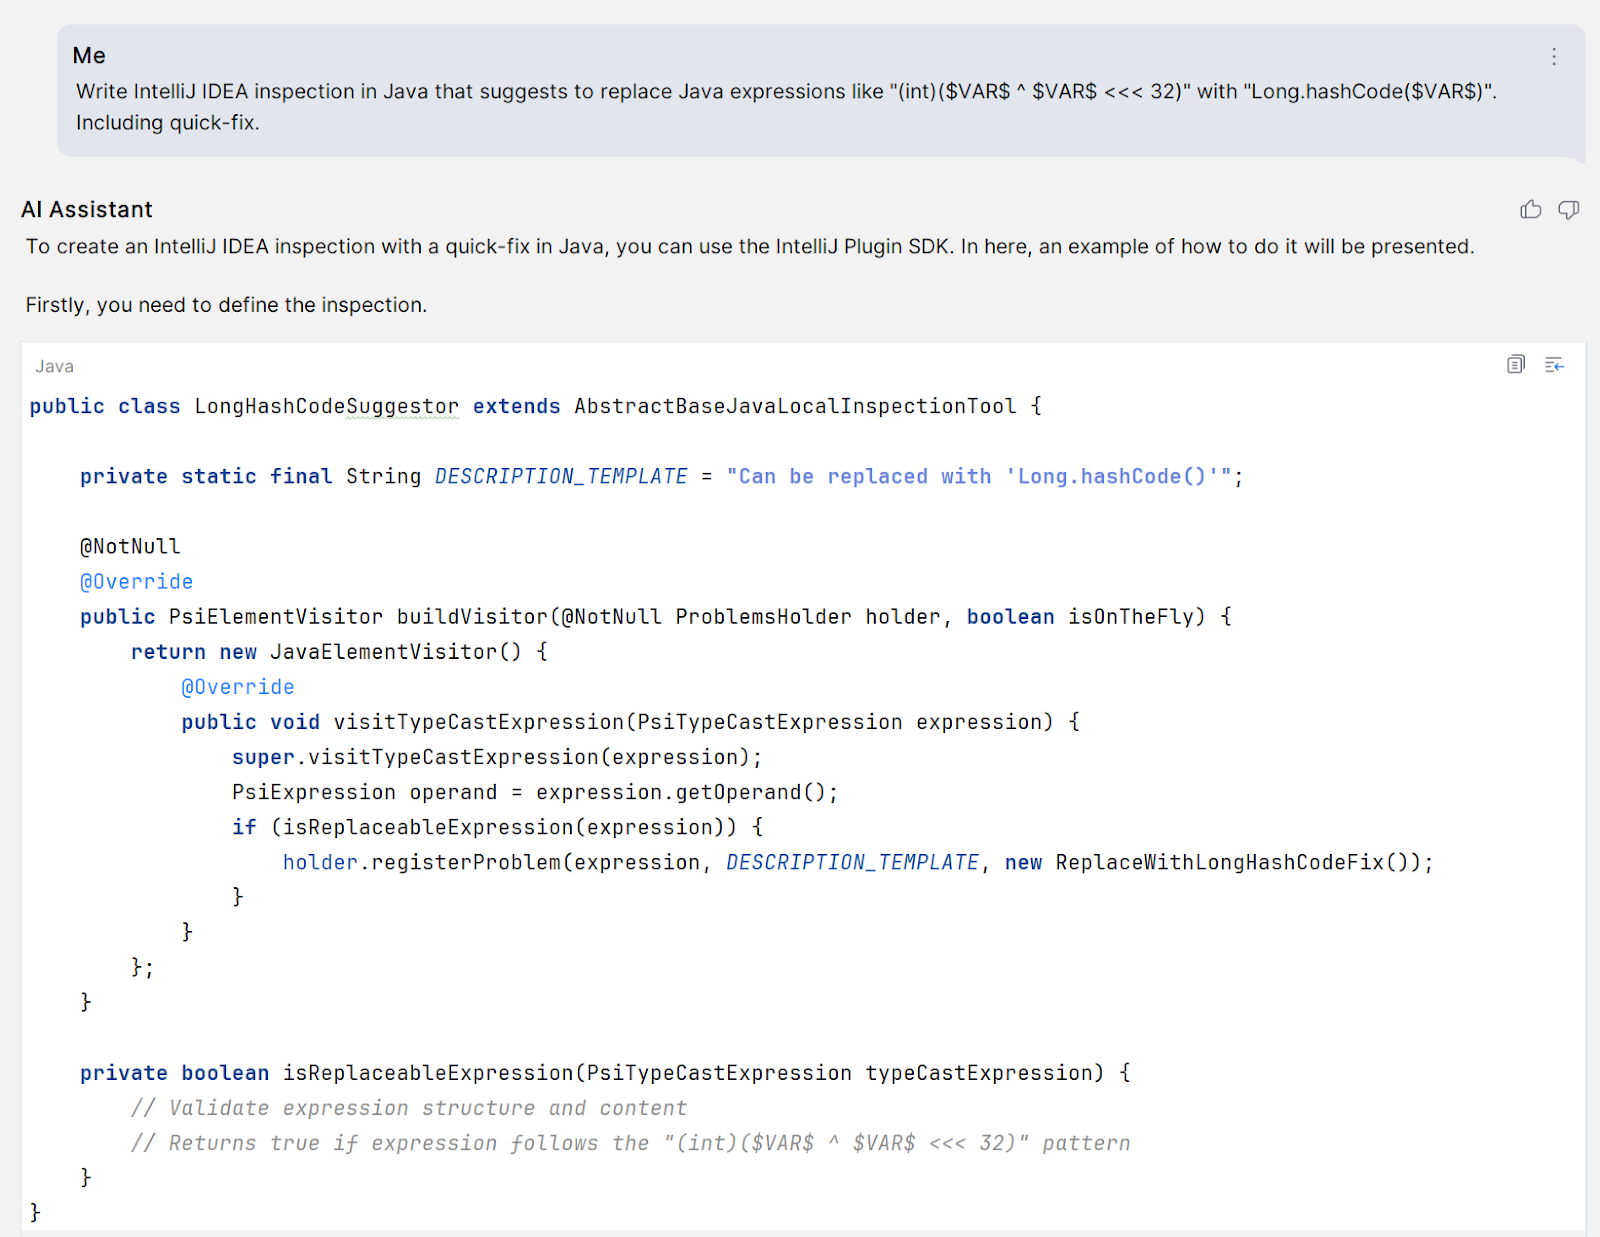 Me
Write IntelliJ IDEA inspection in Java that suggests to replace Java expressions like "(int)($VAR$ ^ $VAR$ <<< 32)" with "Long.hashCode($VAR$)".
Including quick-fix.
AI Assistant
To create an IntelliJ IDEA inspection with a quick-fix in Java, you can use the IntelliJ Plugin SDK. In here, an example of how to do it will be presented.
Firstly, you need to define the inspection.
Java
public class LongHashCodeSuggestor extends AbstractBaseJavaLocalInspectionTool {
    private static final String DESCRIPTION_TEMPLATE = "Can be replaced with 'Long.hashCode()'";
    @NotNull
    @Override
    public PsiElementVisitor buildVisitor(@NotNull ProblemsHolder holder, boolean isOnTheFly) {
        return new JavaElementVisitor() {
            @Override
            public void visitTypeCastExpression(PsiTypeCastExpression expression) {
                super.visitTypeCastExpression(expression);
                PsiExpression operand = expression.getOperand();
                if (isReplaceableExpression(expression)) {
                    holder.registerProblem(expression, DESCRIPTION_TEMPLATE, new ReplaceWithLongHashCodeFix());
                }
            }
        };
    }
    private boolean isReplaceableExpression(PsiTypeCastExpression typeCastExpression) {
        // Validate expression structure and content
        // Returns true if expression follows the "(int)($VAR$ ^ $VAR$ <<< 32)" pattern
    }
}